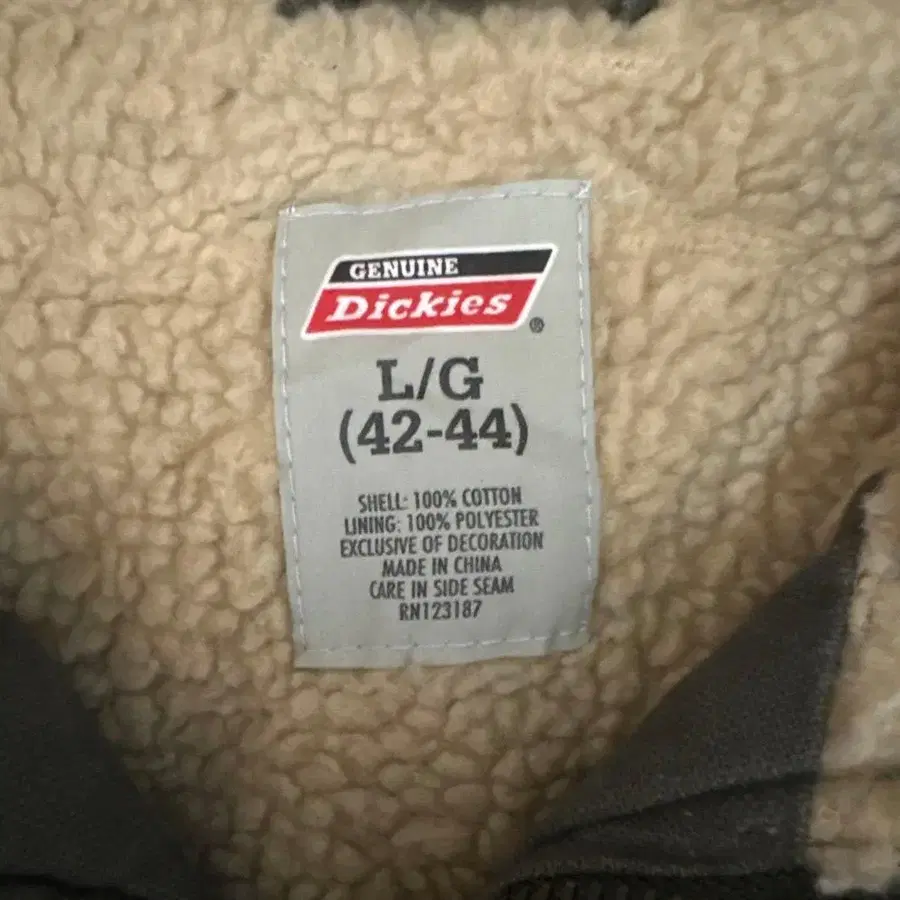 GENUINE
Dickies®
L/G
(42-44)
SHELL: 100% COTTON
LINING: 100% POLYESTER
EXCLUSIVE OF DECORATION
MADE IN CHINA
CARE IN SIDE SEAM
RN123187